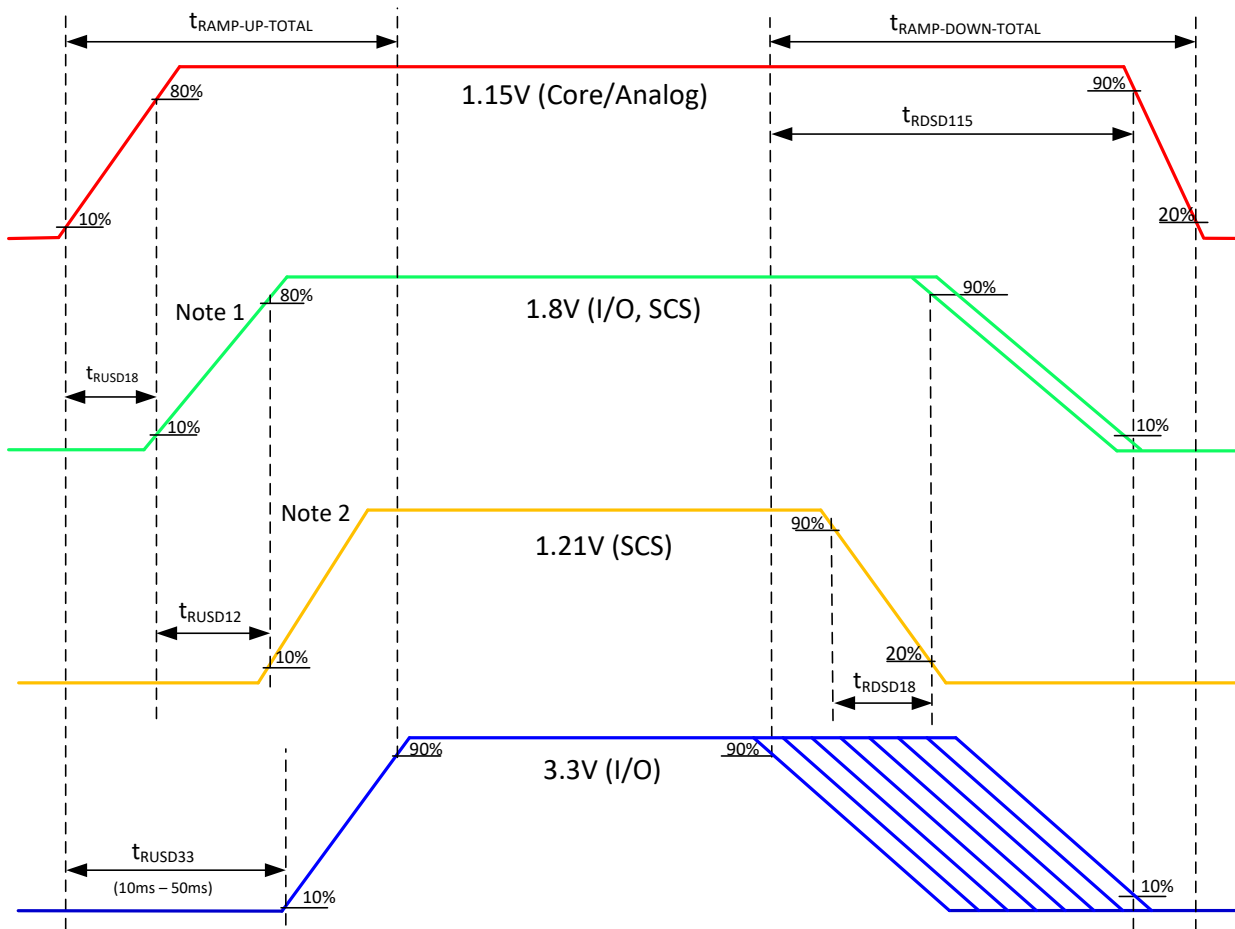 tRAMP-UP-TOTAL
tRAMP-DOWN-TOTAL
80%
1.15V (Core/Analog)
90%
tRDSD115
10%
20%
Note 1
80%
1.8V (I/O, SCS)
90%
tRUSD18
10%
10%
Note 2
90%
1.21V (SCS)
tRUSD12
10%
20%
tRDSD18
90%
90%
3.3V (I/O)
tRUSD33
(10ms – 50ms)
10%
10%